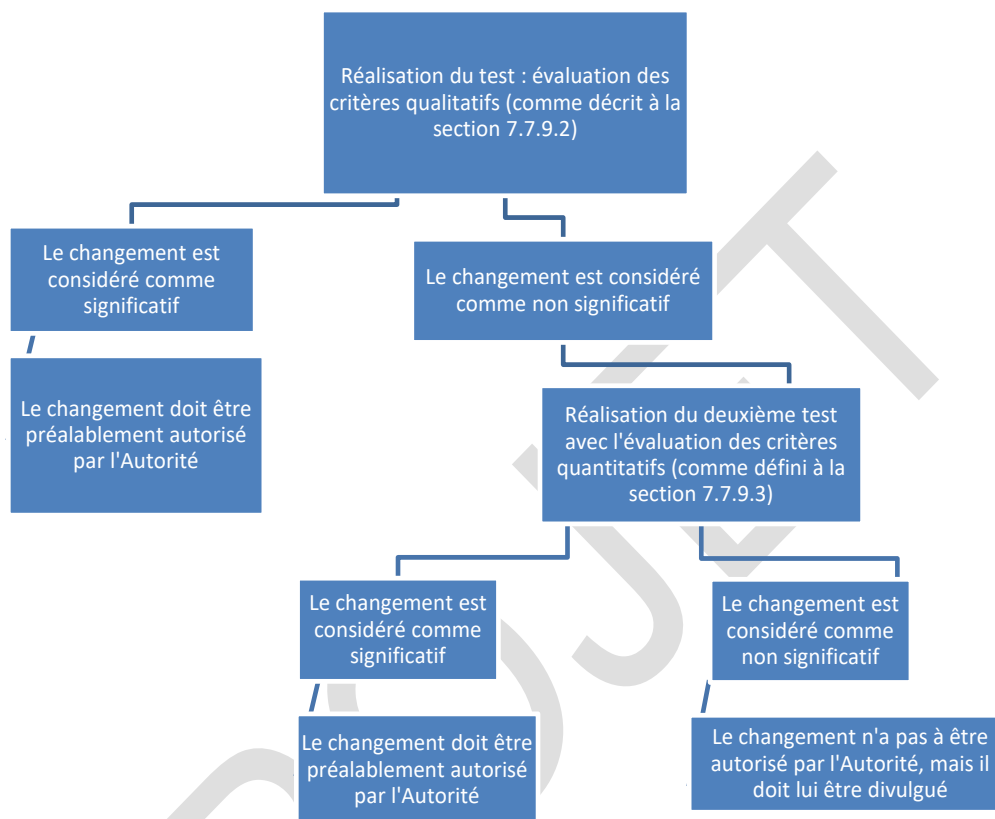 Réalisation du test : évaluation des
critères qualitatifs (comme décrit à la
section 7.7.9.2)
Le changement est
considéré comme
significatif
Le changement est considéré
comme non significatif
Le changement doit être
préalablement autorisé
par l'Autorité
Réalisation du deuxième test
avec l'évaluation des critères
quantitatifs (comme défini à la
section 7.7.9.3)
Le changement est
considéré comme
significatif
Le changement est
considéré comme
non significatif
Le changement doit être
préalablement autorisé
par l'Autorité
Le changement n'a pas à être
autorisé par l'Autorité, mais il
doit lui être divulgué